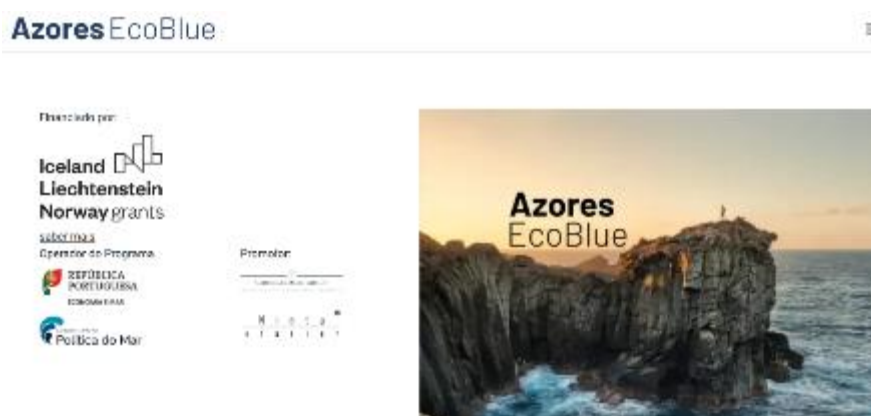 Azores EcoBlue
Financiado por:
Iceland
Liechtenstein
Norway grants
saber mais
Operador do Programa
Promotor:
REPÚBLICA
PORTUGUESA
Política do Mar
Azores
EcoBlue